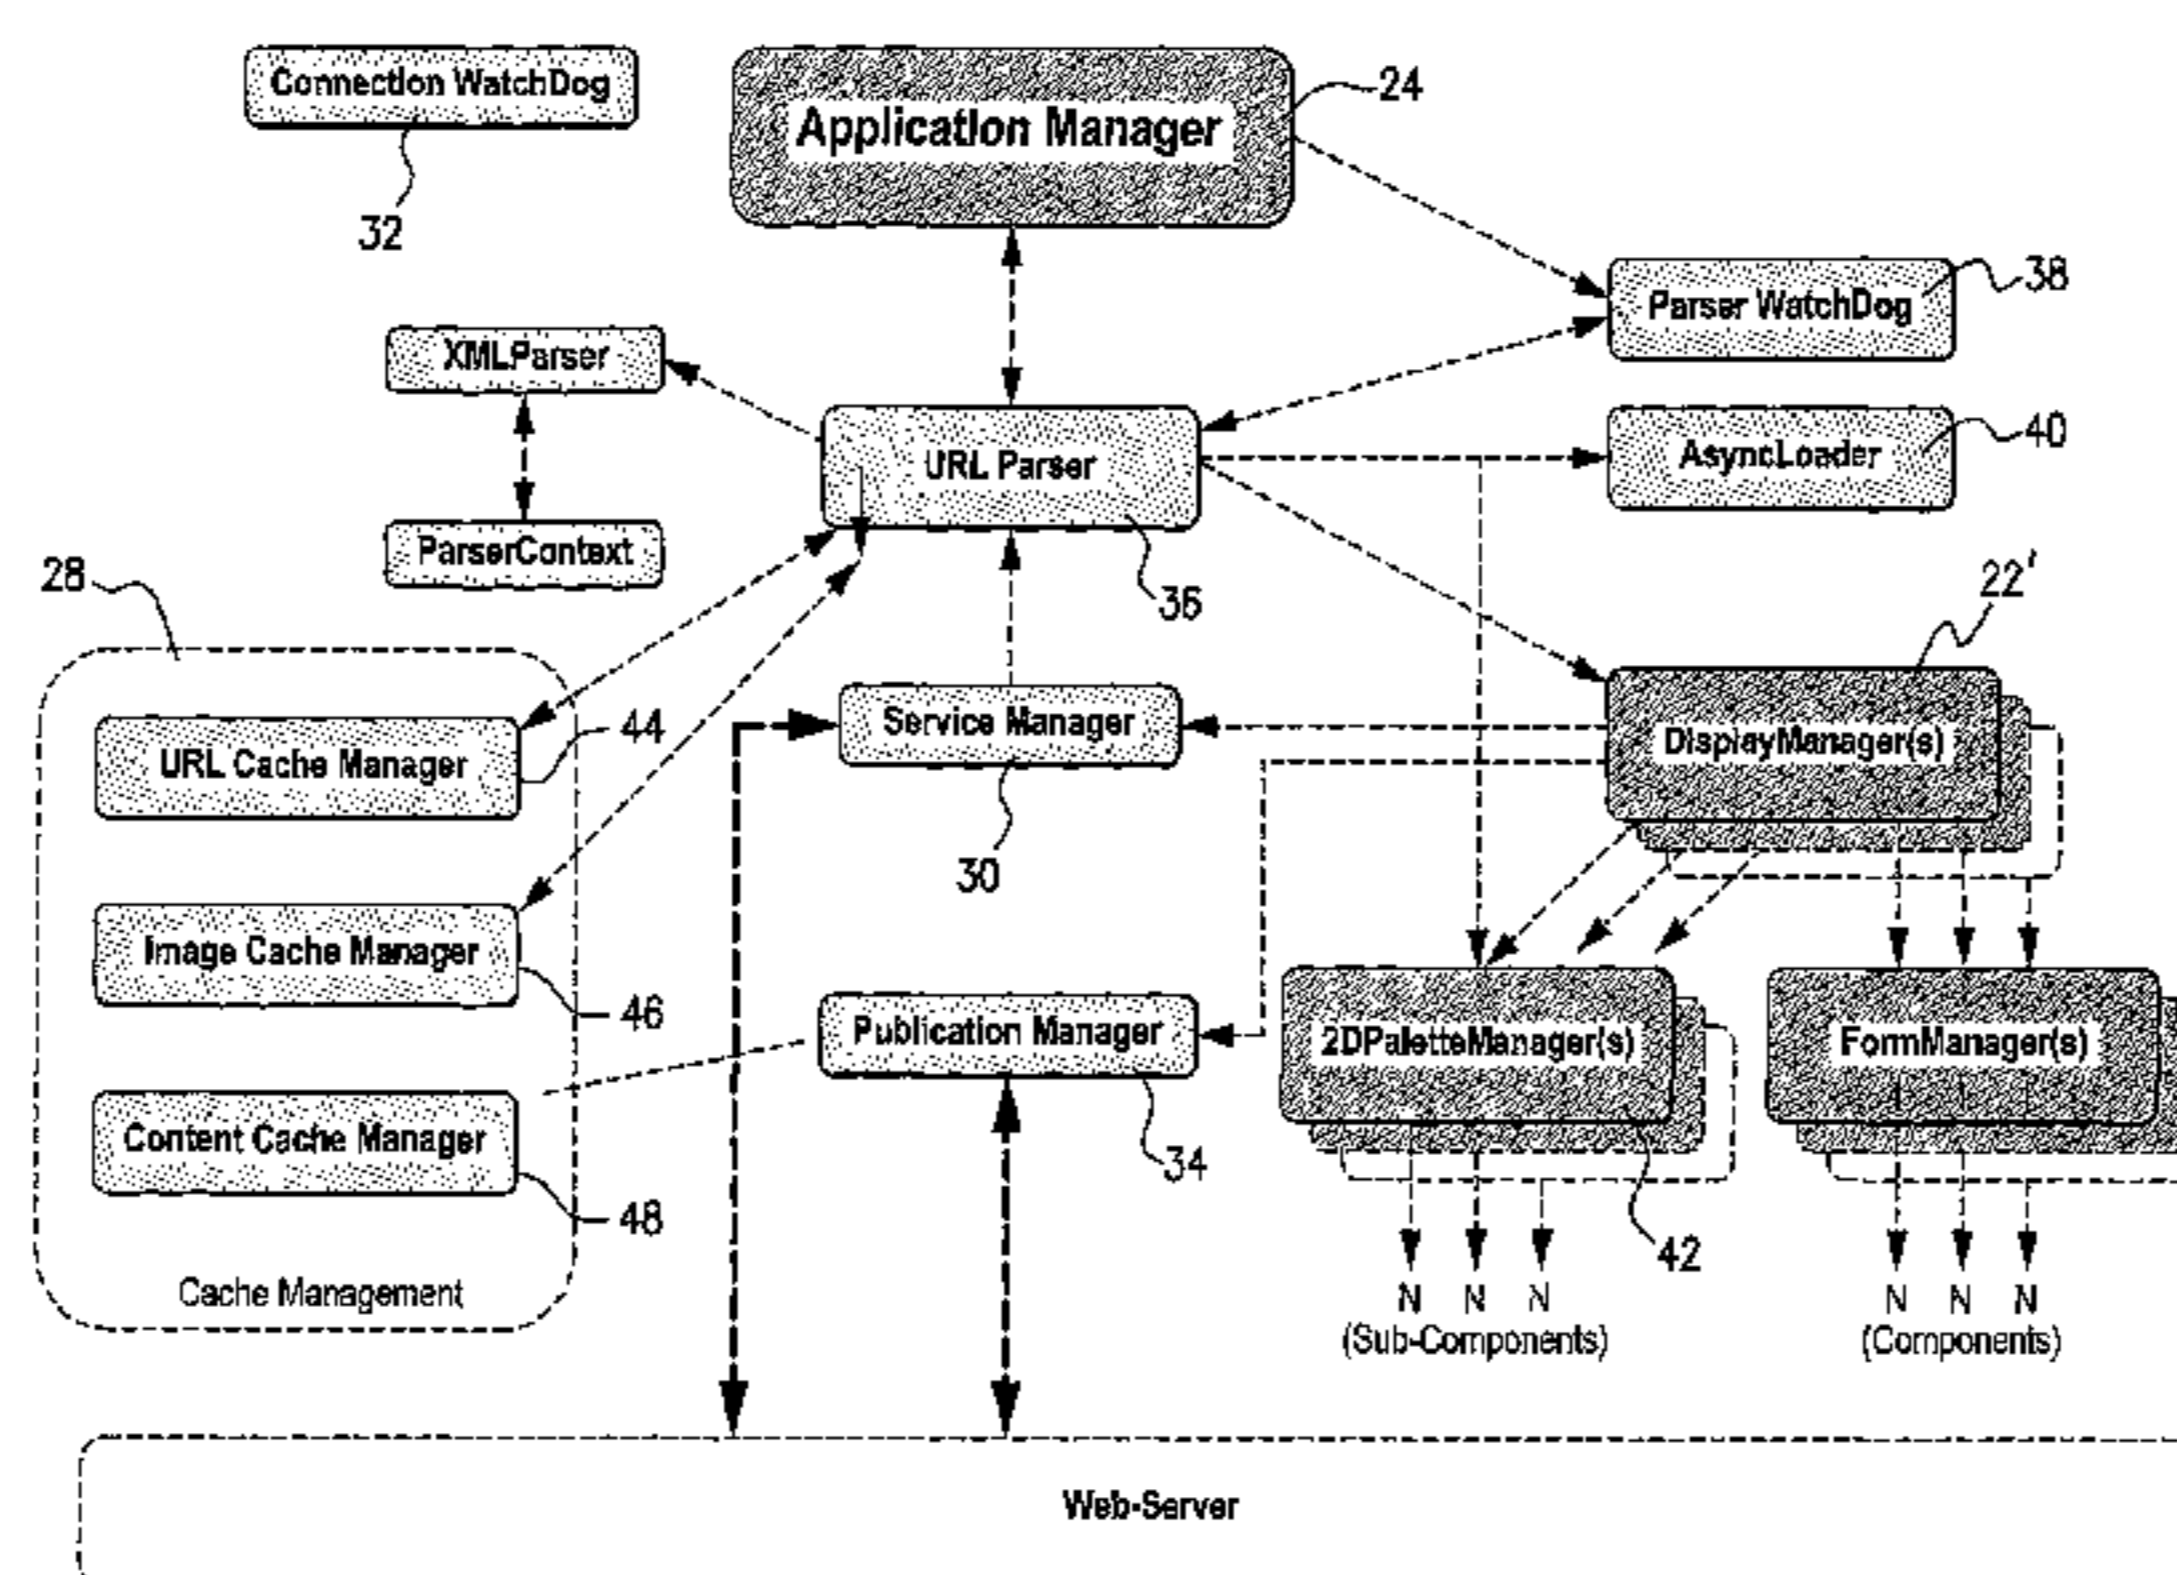 Connection WatchDog
32
Application Manager
24
Parser WatchDog
38
XMLParser
URL Parser
36
AsyncLoader
40
ParserContext
28
22'
URL Cache Manager
44
Service Manager
30
DisplayManager(s)
Image Cache Manager
46
Publication Manager
34
2DPaletteManager(s)
42
FormManager(s)
Content Cache Manager
48
Cache Management
N N N
(Sub-Components)
N N N
(Components)
Web-Server